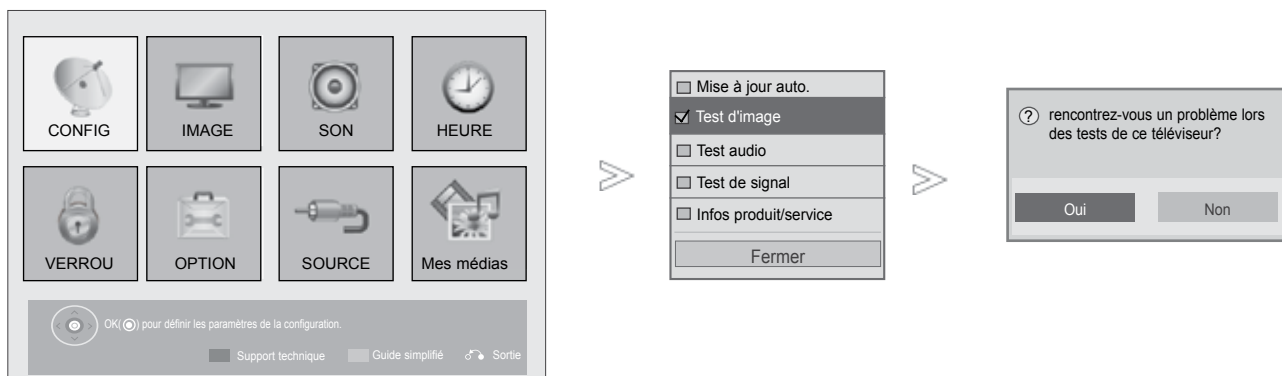 CONFIG
IMAGE
SON
HEURE
VERROU
OPTION
SOURCE
Mes médias
OK(◉) pour définir les paramètres de la configuration.
Support technique
Guide simplifié
Sortie
Mise à jour auto.
Test d'image
Test audio
Test de signal
Infos produit/service
Fermer
? rencontrez-vous un problème lors
des tests de ce téléviseur?
Oui
Non